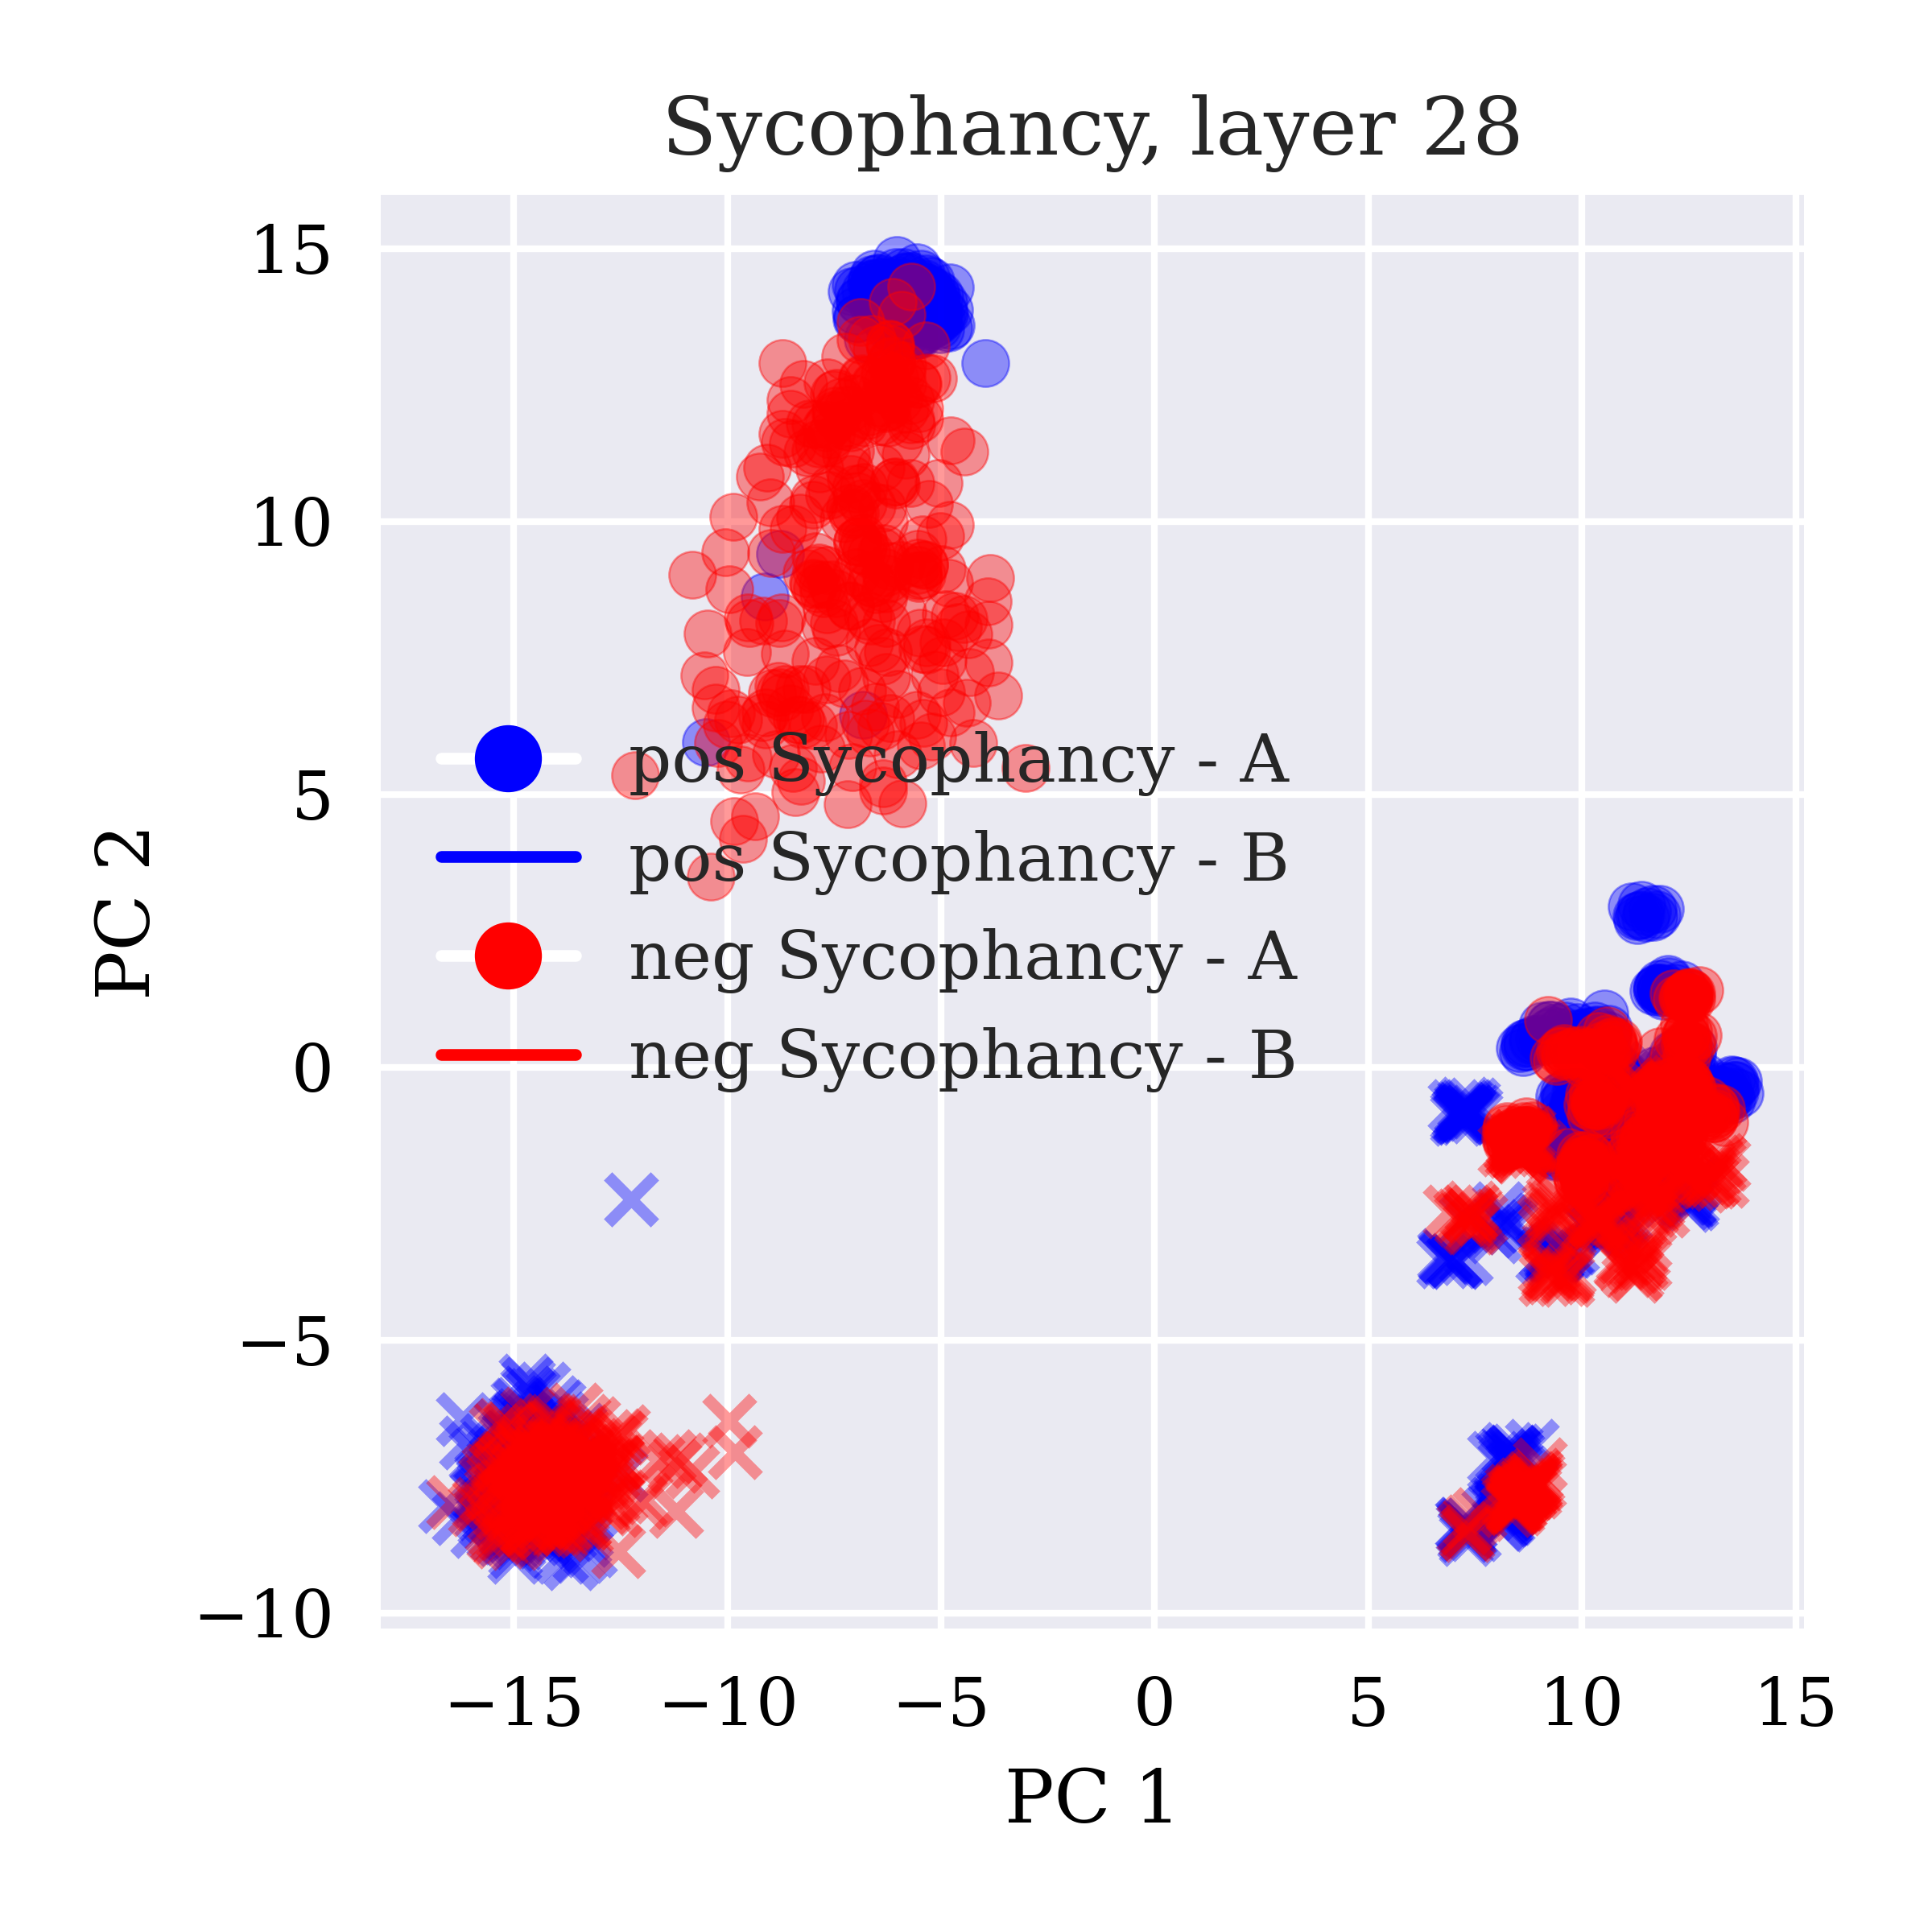 Sycophancy, layer 28
15
10
5
0
−5
−10
PC 2
pos Sycophancy - A
pos Sycophancy - B
neg Sycophancy - A
neg Sycophancy - B
−15 −10 −5 0 5 10 15
PC 1